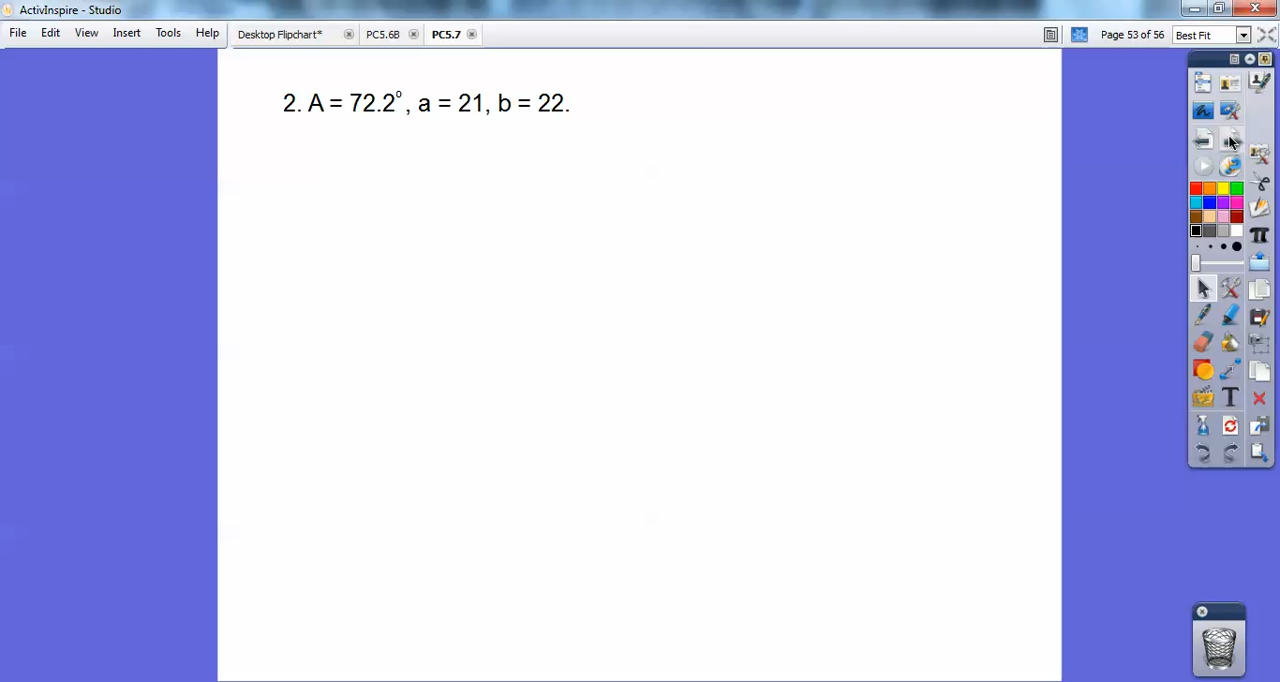 ActivInspire - Studio
File Edit View Insert Tools Help
Desktop Flipchart* PC5.6B PC5.7
Page 53 of 56 Best Fit
2. A = 72.2°, a = 21, b = 22.